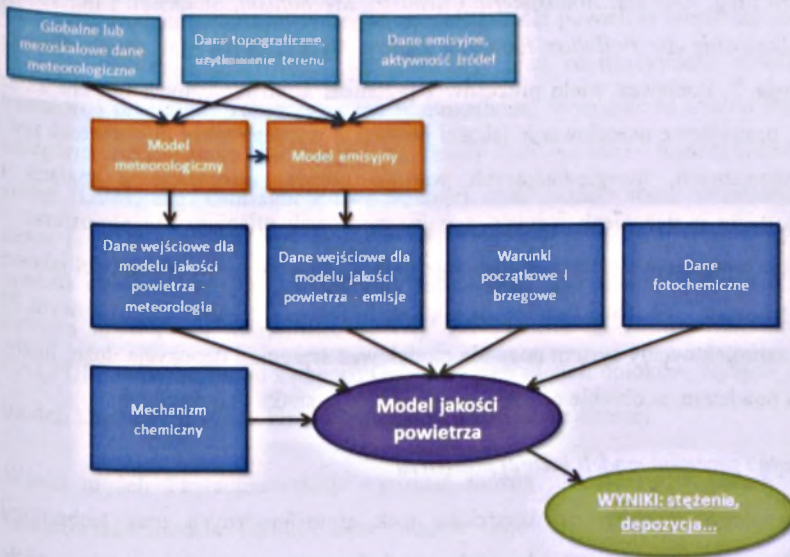 Globalne lub
mezoskalowe dane
meteorologiczne
Dane topograficzne,
użytkowanie terenu
Dane emisyjne,
aktywność źródeł
Model
meteorologiczny
Model emisyjny
Dane wejściowe dla
modelu jakości
powietrza -
meteorologia
Dane wejściowe dla
modelu jakości
powietrza - emisje
Warunki
początkowe i
brzegowe
Dane
fotochemiczne
Mechanizm
chemiczny
Model jakości
powietrza
WYNIKI: stężenia,
depozycja...